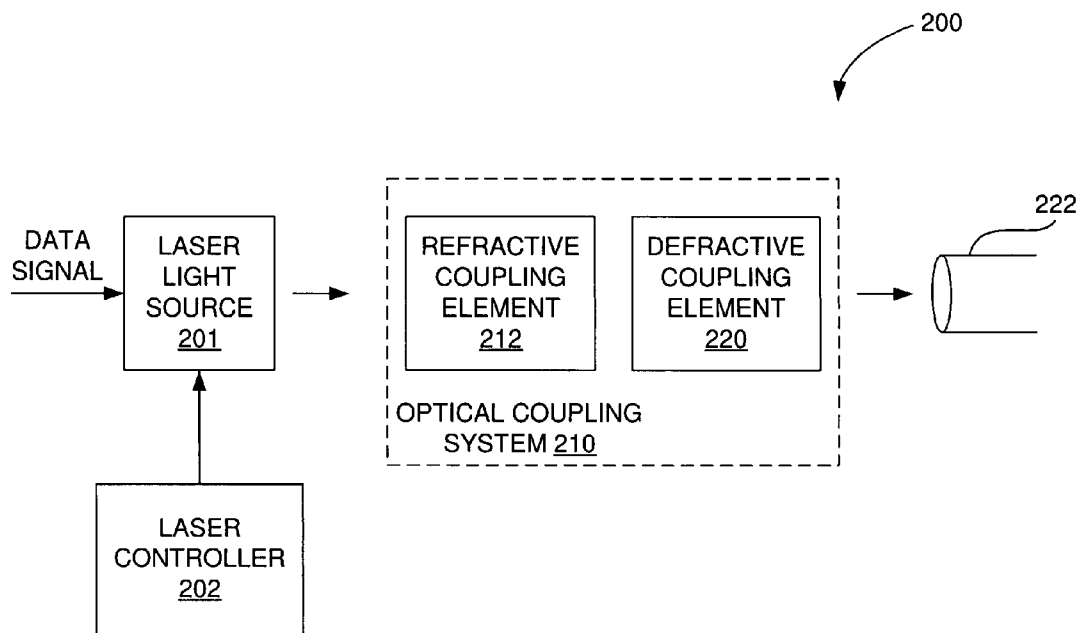 200
222
DATA
SIGNAL
LASER
LIGHT
SOURCE
201
REFRACTIVE
COUPLING
ELEMENT
212
DEFRACTIVE
COUPLING
ELEMENT
220
OPTICAL COUPLING
SYSTEM 210
LASER
CONTROLLER
202